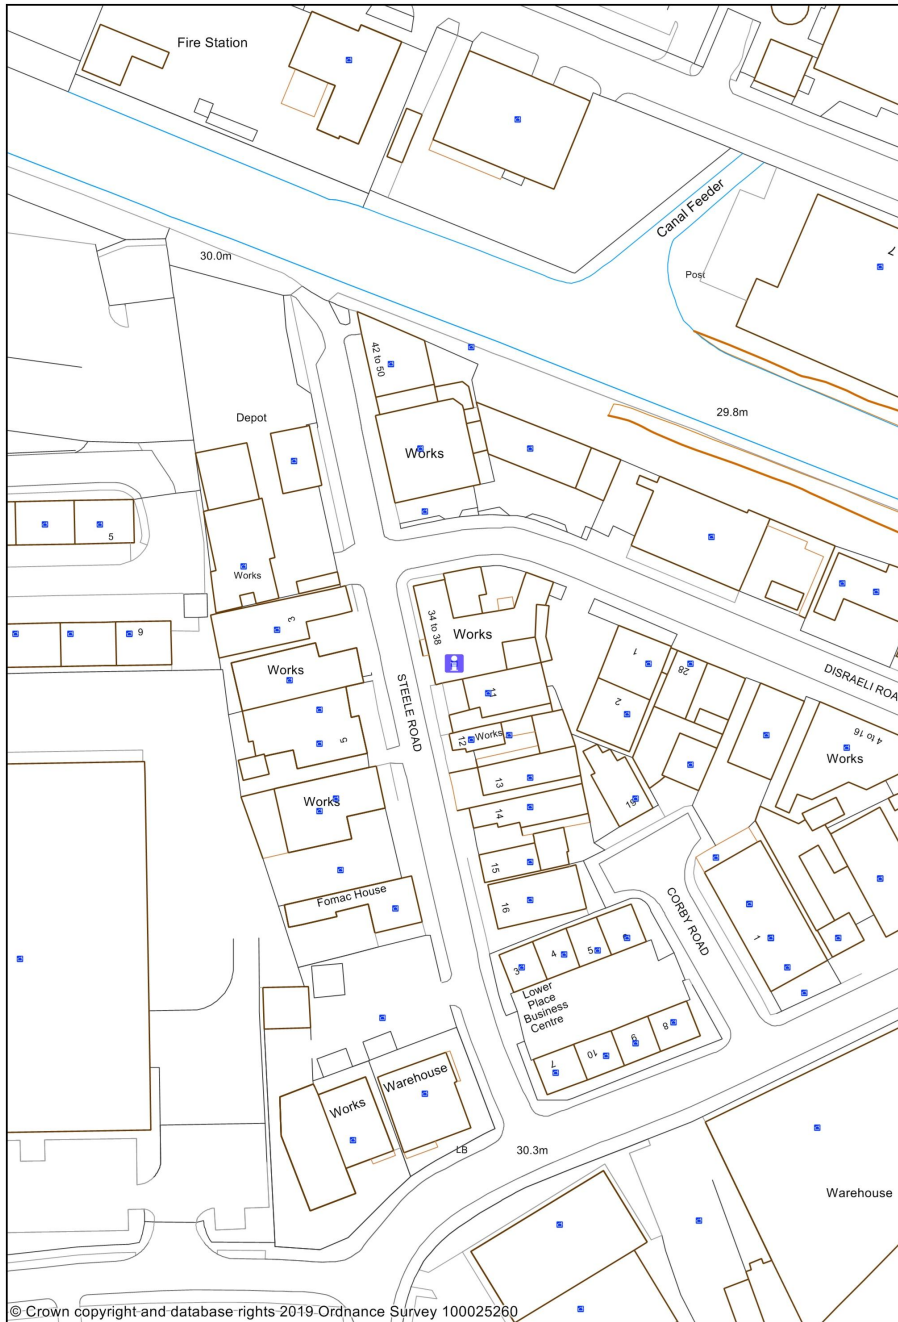 Fire Station
Canal Feeder
7
30.0m
Post
42 to 50
29.8m
Depot
Works
5
Works
34 to 38
3
Works
9
1
28
DISRAELI ROA
Works
11
STEELE ROAD
2
5
12
Works
4 to 16
Works
13
Works
19
14
15
Fomac House
16
CORBY ROAD
1
6
5
4
3
Lower
Place
Business
Centre
8
9
10
7
Warehouse
Works
LB
30.3m
Warehouse
© Crown copyright and database rights 2019 Ordnance Survey 100025260